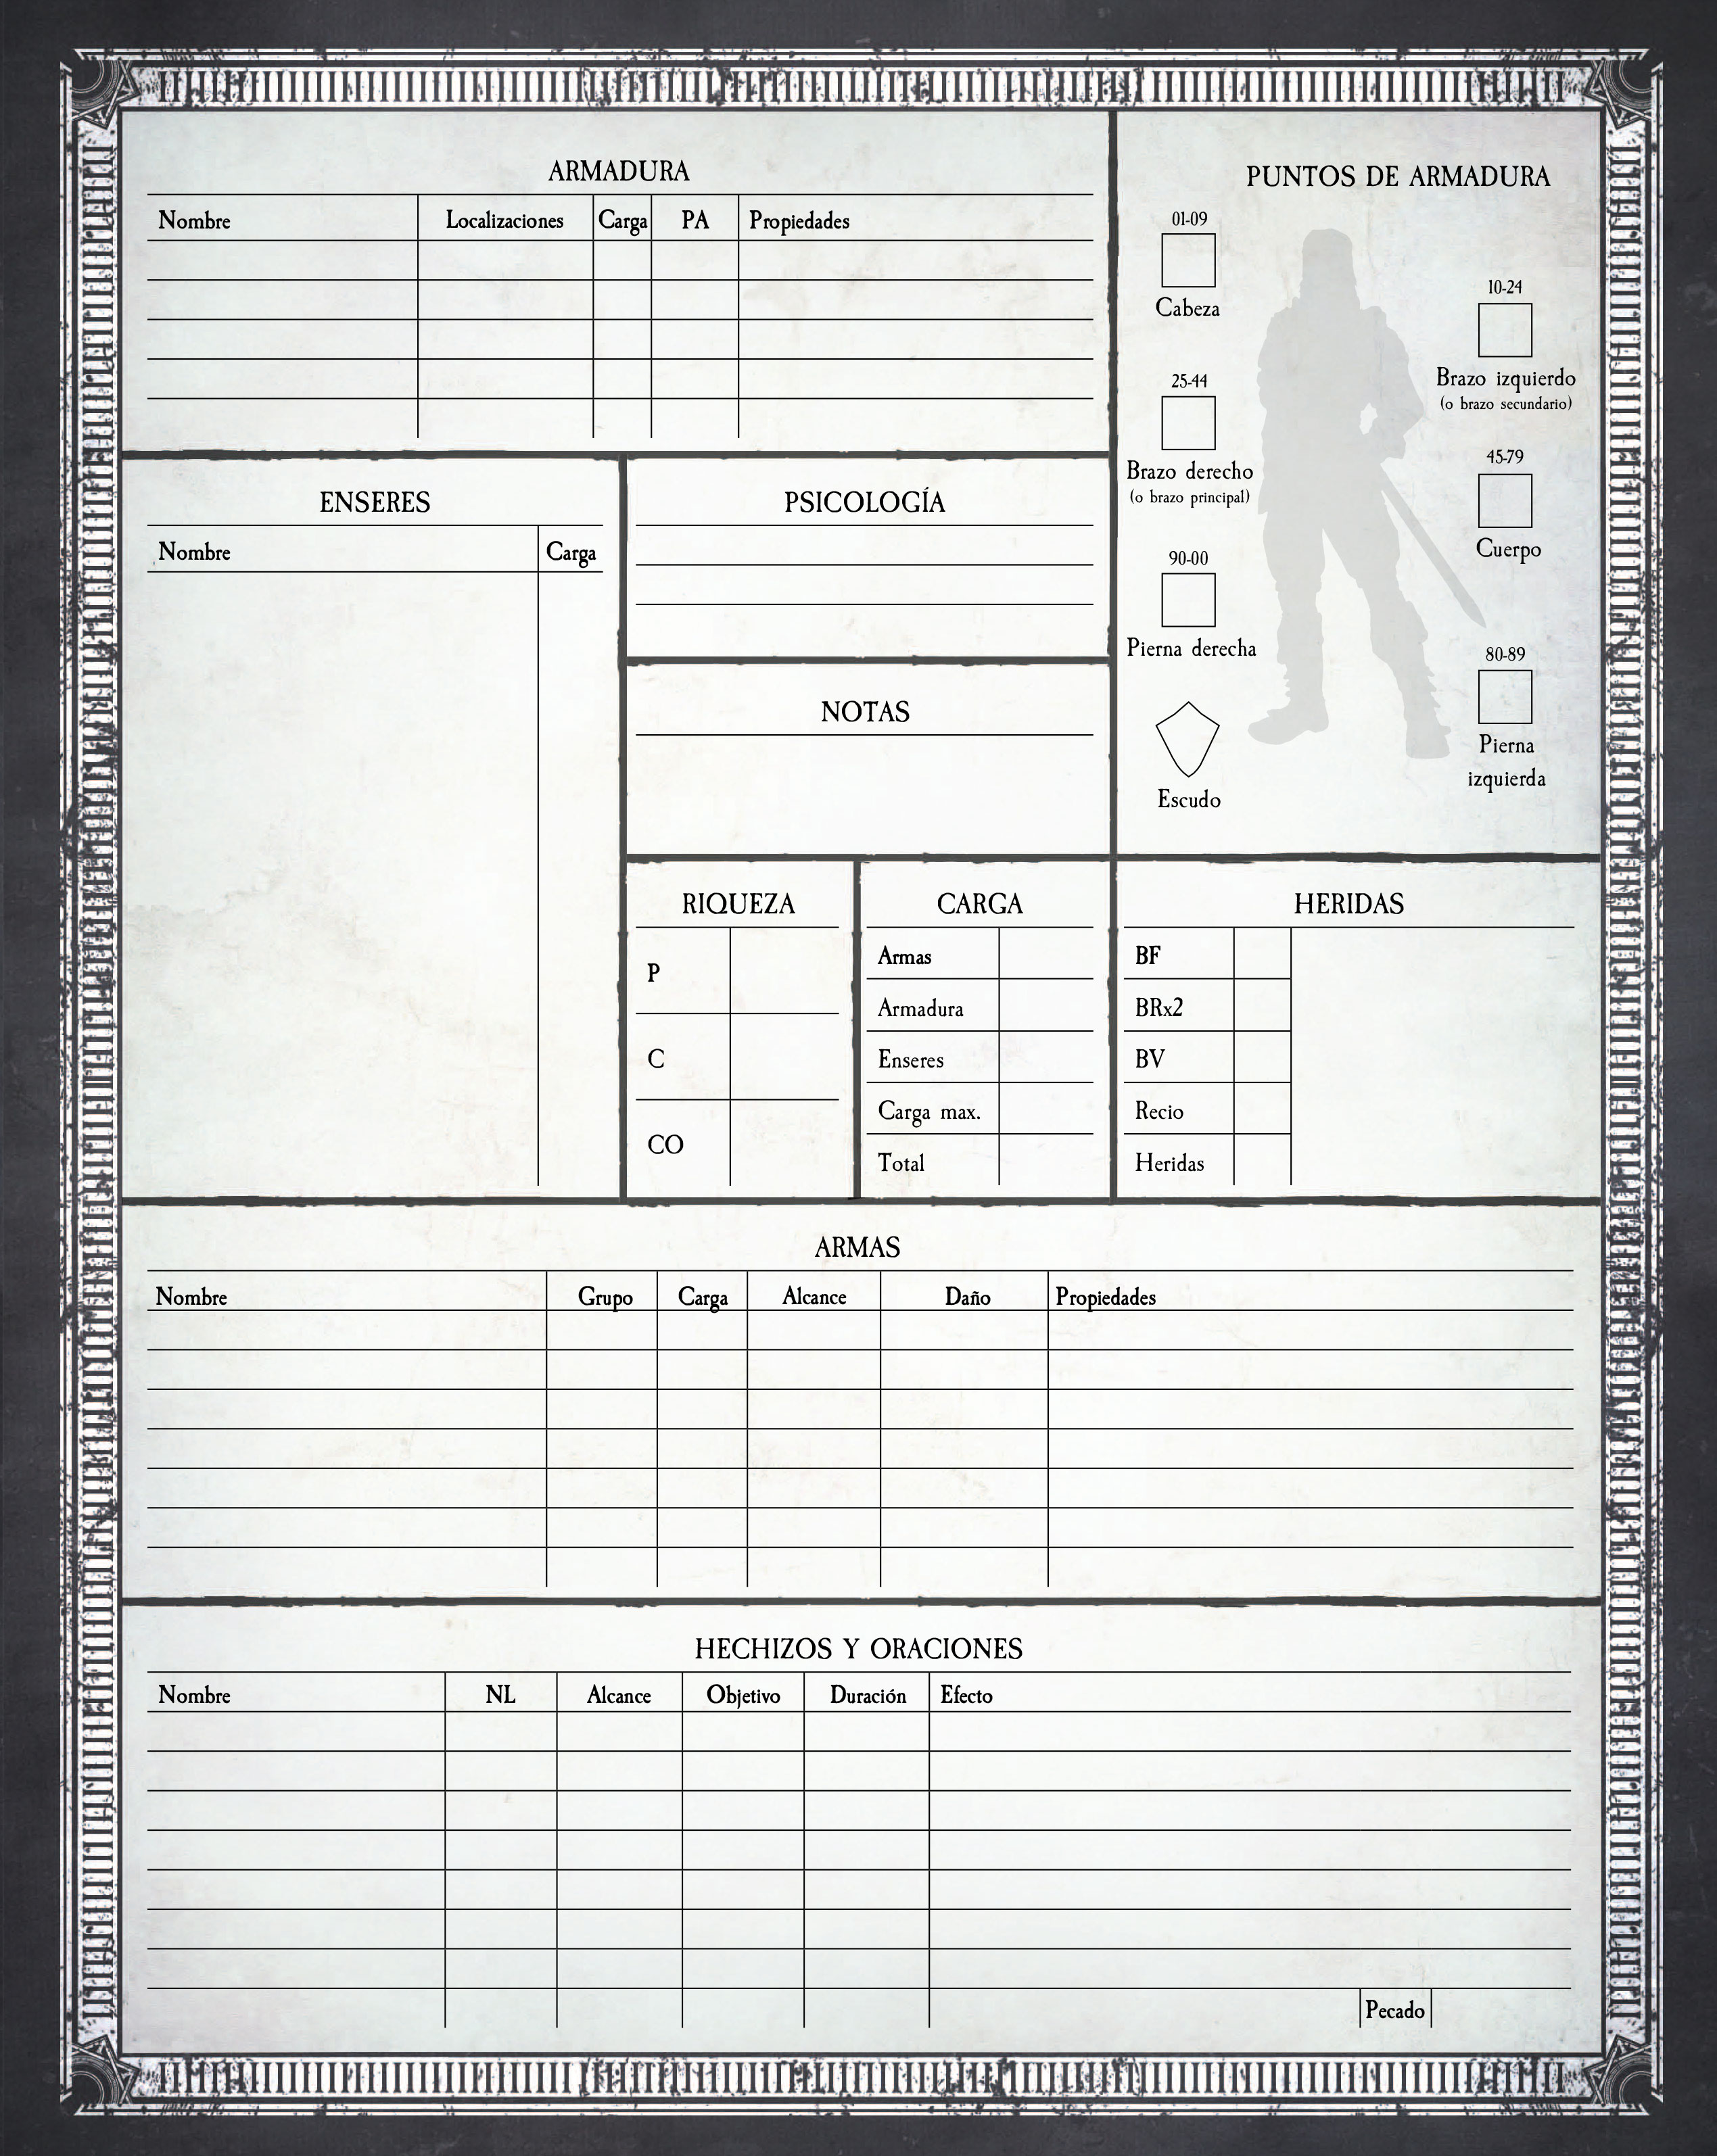 ARMADURA
Nombre Localizaciones Carga PA Propiedades
PUNTOS DE ARMADURA
01-09
Cabeza
10-24
Brazo izquierdo
(o brazo secundario)
25-44
Brazo derecho
(o brazo principal)
45-79
Cuerpo
90-00
Pierna derecha
80-89
Pierna
izquierda
Escudo
ENSERES
Nombre Carga
PSICOLOGÍA
NOTAS
RIQUEZA
P
C
CO
CARGA
Armas
Armadura
Enseres
Carga max.
Total
HERIDAS
BF
BRx2
BV
Recio
Heridas
ARMAS
Nombre Grupo Carga Alcance Daño Propiedades
HECHIZOS Y ORACIONES
Nombre NL Alcance Objetivo Duración Efecto
Pecado